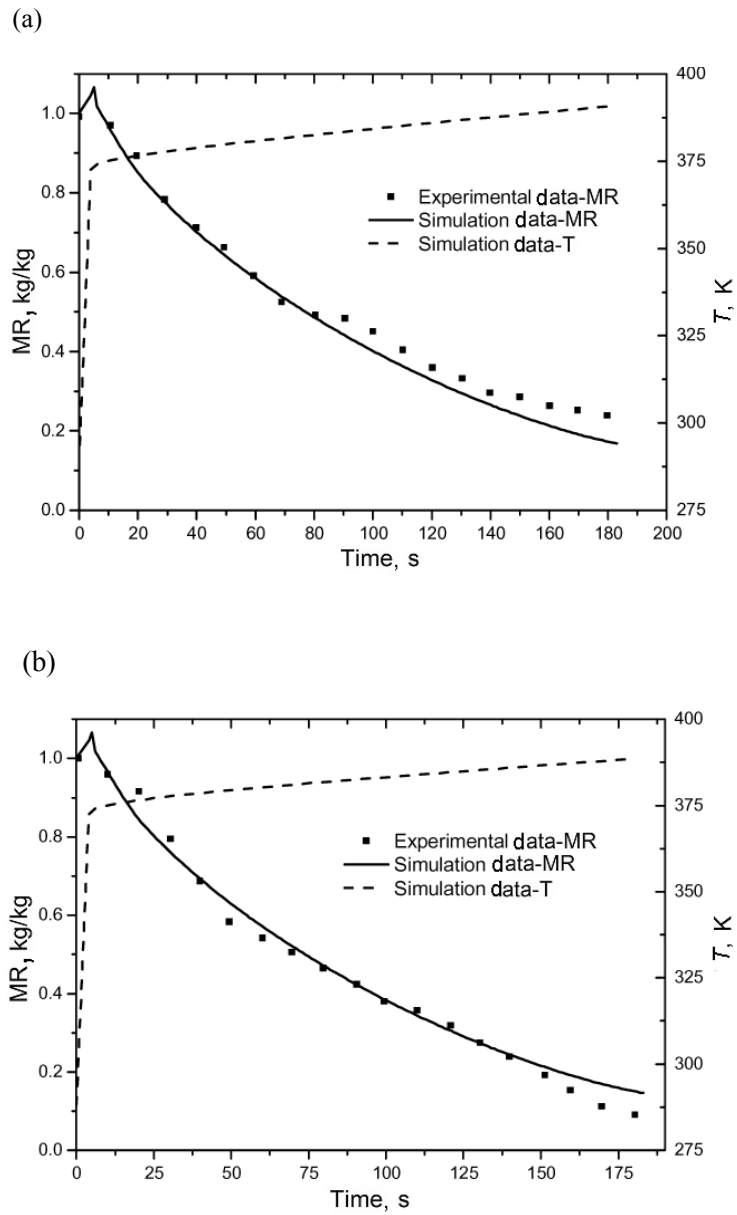 (a)
400
1.0
375
0.8
Experimental data-MR
Simulation data-MR
Simulation data-T
350
0.6
MR, kg/kg
T, K
325
0.4
300
0.2
0.0
275
0 20 40 60 80 100 120 140 160 180 200
Time, s
(b)
400
1.0
375
0.8
Experimental data-MR
Simulation data-MR
Simulation data-T
350
0.6
MR, kg/kg
T, K
325
0.4
300
0.2
0.0
275
0 25 50 75 100 125 150 175
Time, s